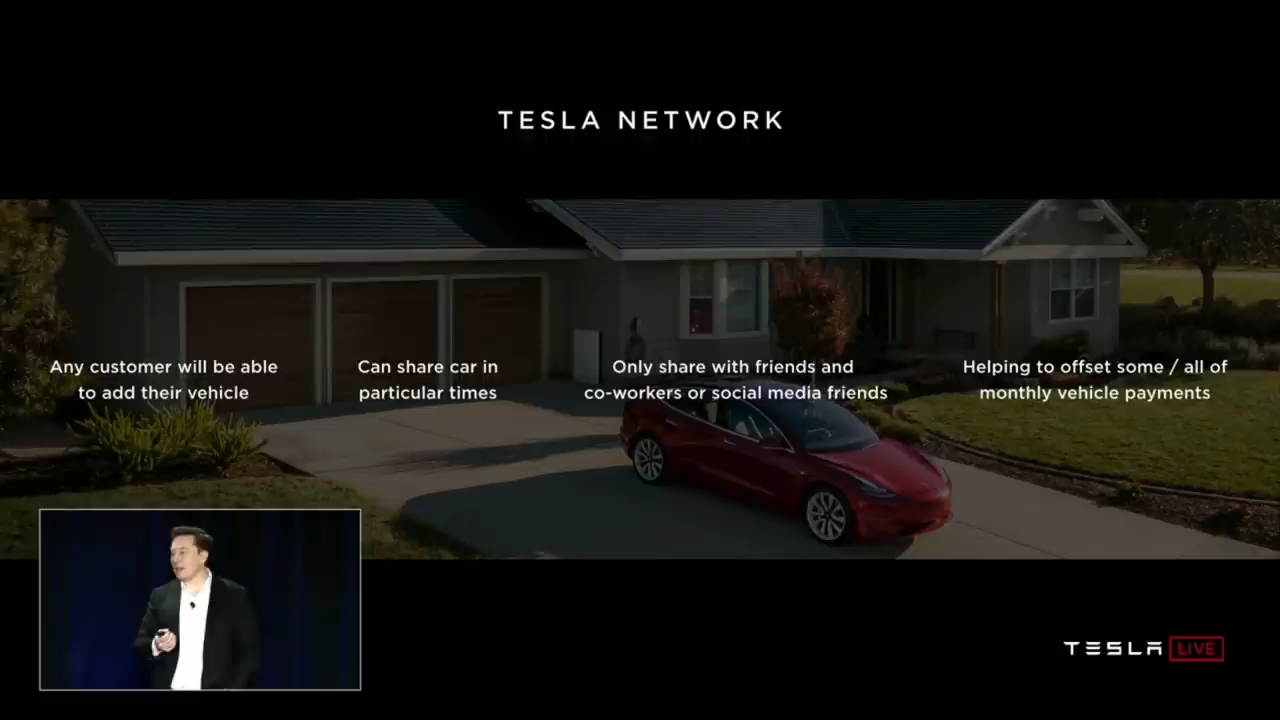 TESLA NETWORK
Any customer will be able
to add their vehicle
Can share car in
particular times
Only share with friends and
co-workers or social media friends
Helping to offset some / all of
monthly vehicle payments
TESLA LIVE